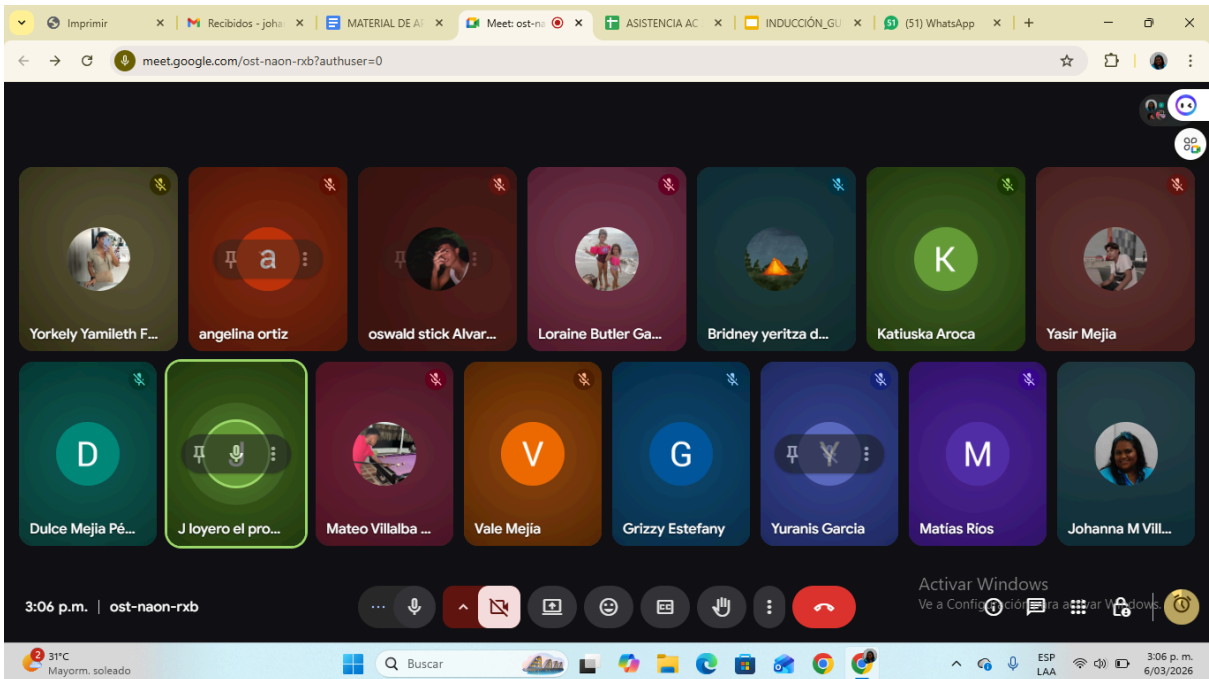 Imprimir
Recibidos - joha
MATERIAL DE AF
Meet: ost-na
ASISTENCIA AC
INDUCCIÓN_GU
(51) WhatsApp
meet.google.com/ost-naon-rxb?authuser=0
a
K
Yorkely Yamileth F...
angelina ortiz
oswald stick Alvar...
Loraine Butler Ga...
Bridney yeritza d...
Katiuska Aroca
Yasir Mejia
D
J
V
G
Y
M
Dulce Mejia Pé...
J loyero el pro...
Mateo Villalba ...
Vale Mejía
Grizzy Estefany
Yuranis Garcia
Matías Ríos
Johanna M Vill...
Activar Windows
Ve a Configuración para activar Windows.
3:06 p.m. | ost-naon-rxb
CC
2
31°C
Mayorm. soleado
Buscar
ESP
LAA
3:06 p. m.
6/03/2026